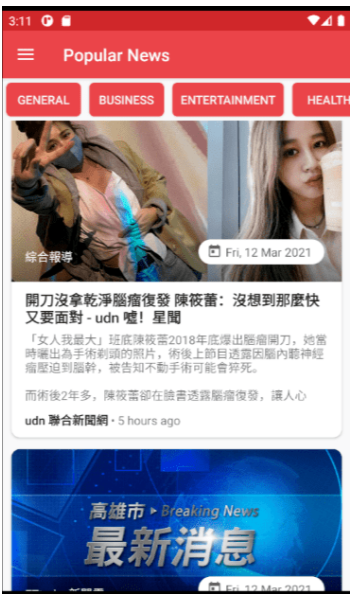 3:11
Popular News
GENERAL
BUSINESS
ENTERTAINMENT
HEALTH
綜合報導
Fri, 12 Mar 2021
開刀沒拿乾淨腦瘤復發 陳筱蕾：沒想到那麼快
又要面對 - udn 噓！星聞
「女人我最大」班底陳筱蕾2018年底爆出腦瘤開刀，她當
時曬出為手術剃頭的照片，術後上節目透露因腦內聽神經
瘤壓迫到腦幹，被告知不動手術可能會猝死。
而術後2年多，陳筱蕾卻在臉書透露腦瘤復發，讓人心
udn 聯合新聞網 • 5 hours ago
高雄市 ▸ Breaking News
最新消息
Fri, 12 Mar 2021